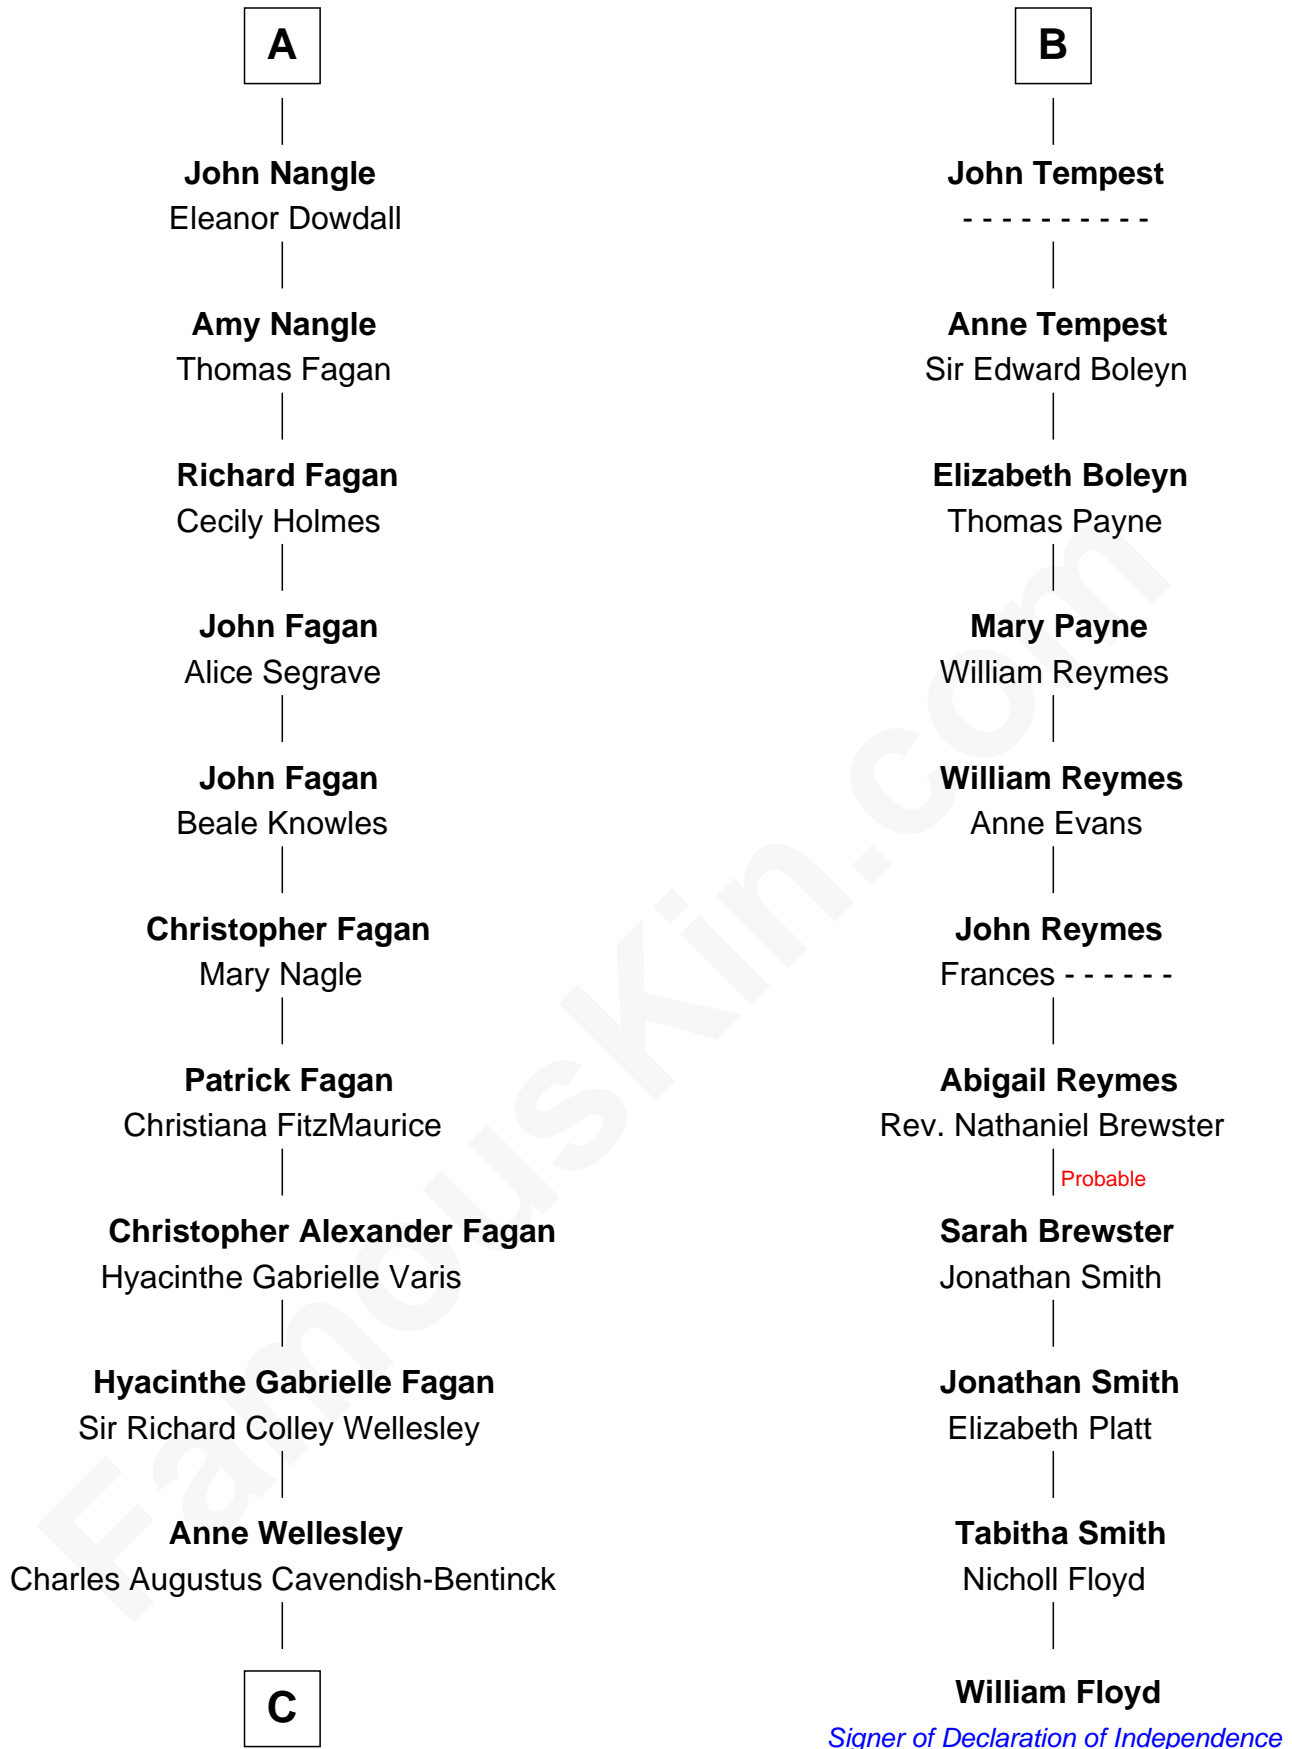 A
John Nangle
Eleanor Dowdall
Amy Nangle
Thomas Fagan
Richard Fagan
Cecily Holmes
John Fagan
Alice Segrave
John Fagan
Beale Knowles
Christopher Fagan
Mary Nagle
Patrick Fagan
Christiana FitzMaurice
Christopher Alexander Fagan
Hyacinthe Gabrielle Varis
Hyacinthe Gabrielle Fagan
Sir Richard Colley Wellesley
Anne Wellesley
Charles Augustus Cavendish-Bentinck
C
B
John Tempest
- - - - - - - - - -
Anne Tempest
Sir Edward Boleyn
Elizabeth Boleyn
Thomas Payne
Mary Payne
William Reymes
William Reymes
Anne Evans
John Reymes
Frances - - - - - -
Abigail Reymes
Rev. Nathaniel Brewster
Probable
Sarah Brewster
Jonathan Smith
Jonathan Smith
Elizabeth Platt
Tabitha Smith
Nicholl Floyd
William Floyd
Signer of Declaration of Independence
FamousKin.com